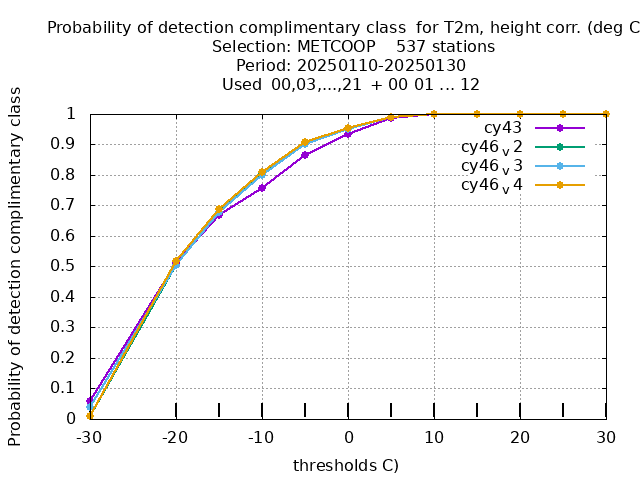 Probability of detection complimentary class  for T2m, height corr. (deg C
Selection: METCOOP    537 stations
Period: 20250110-20250130
Used  00,03,...,21  + 00 01 ... 12
Probability of detection complimentary class
1
0.9
0.8
0.7
0.6
0.5
0.4
0.3
0.2
0.1
0
cy43
cy46v2
cy46v3
cy46v4
-30 -20 -10 0 10 20 30
thresholds C)